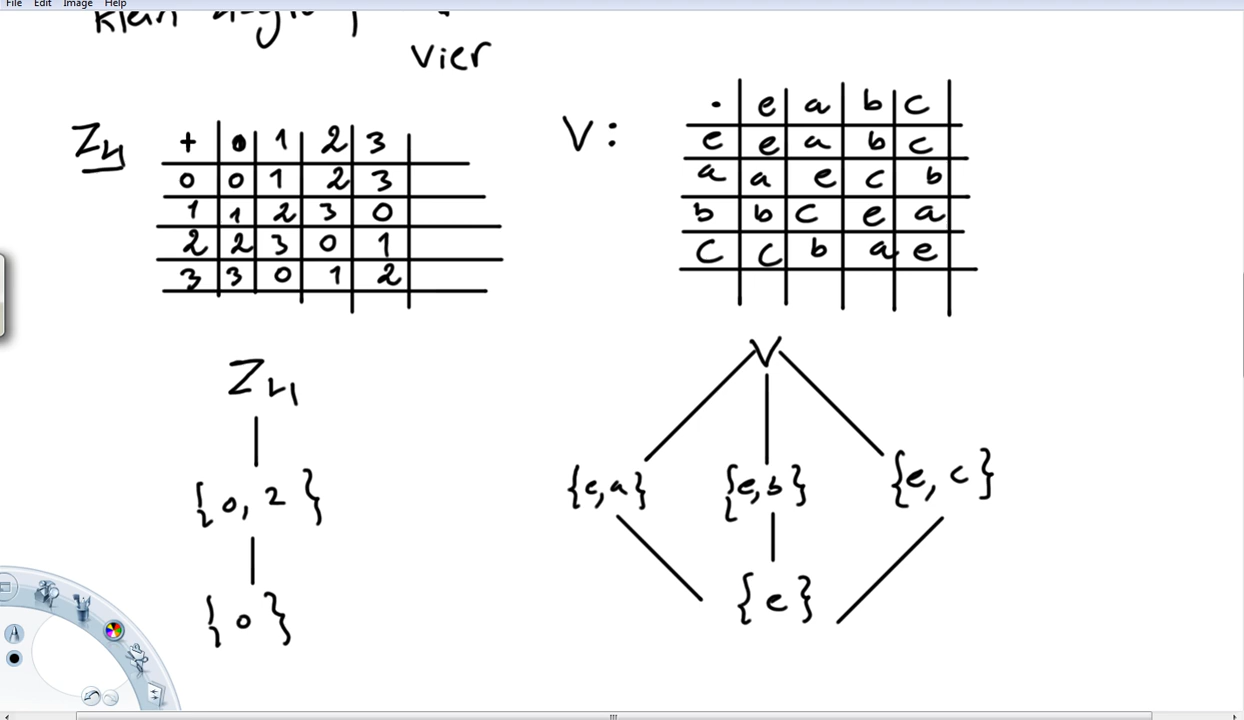 File Edit Image Help
klein
vier
Z4
+ 0 1 2 3
0 0 1 2 3
1 1 2 3 0
2 2 3 0 1
3 3 0 1 2
V:
· e a b c
e e a b c
a a e c b
b b c e a
c c b a e
Z4
{0, 2}
{0}
V
{e,a} {e,b} {e, c}
{e}